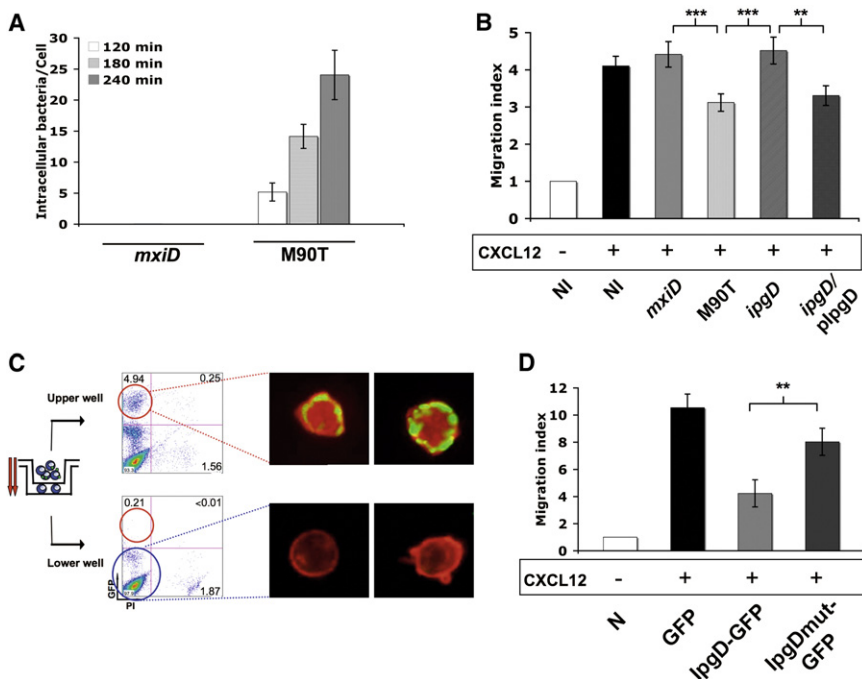 A
30
25
20
15
10
5
0
Intracellular bacteria/Cell
120 min
180 min
240 min
mxiD
M90T
B
*** *** **
5
4
3
2
1
0
Migration index
CXCL12 - + + + + +
NI
NI
mxiD
M90T
ipgD
ipgD/
pIpgD
C
Upper well
4.94 0.25
1.56
Lower well
0.21 <0.01
1.87
GFP
PI
D
**
12
10
8
6
4
2
0
Migration index
CXCL12 - + + +
N
GFP
IpgD-GFP
IpgDmut-
GFP